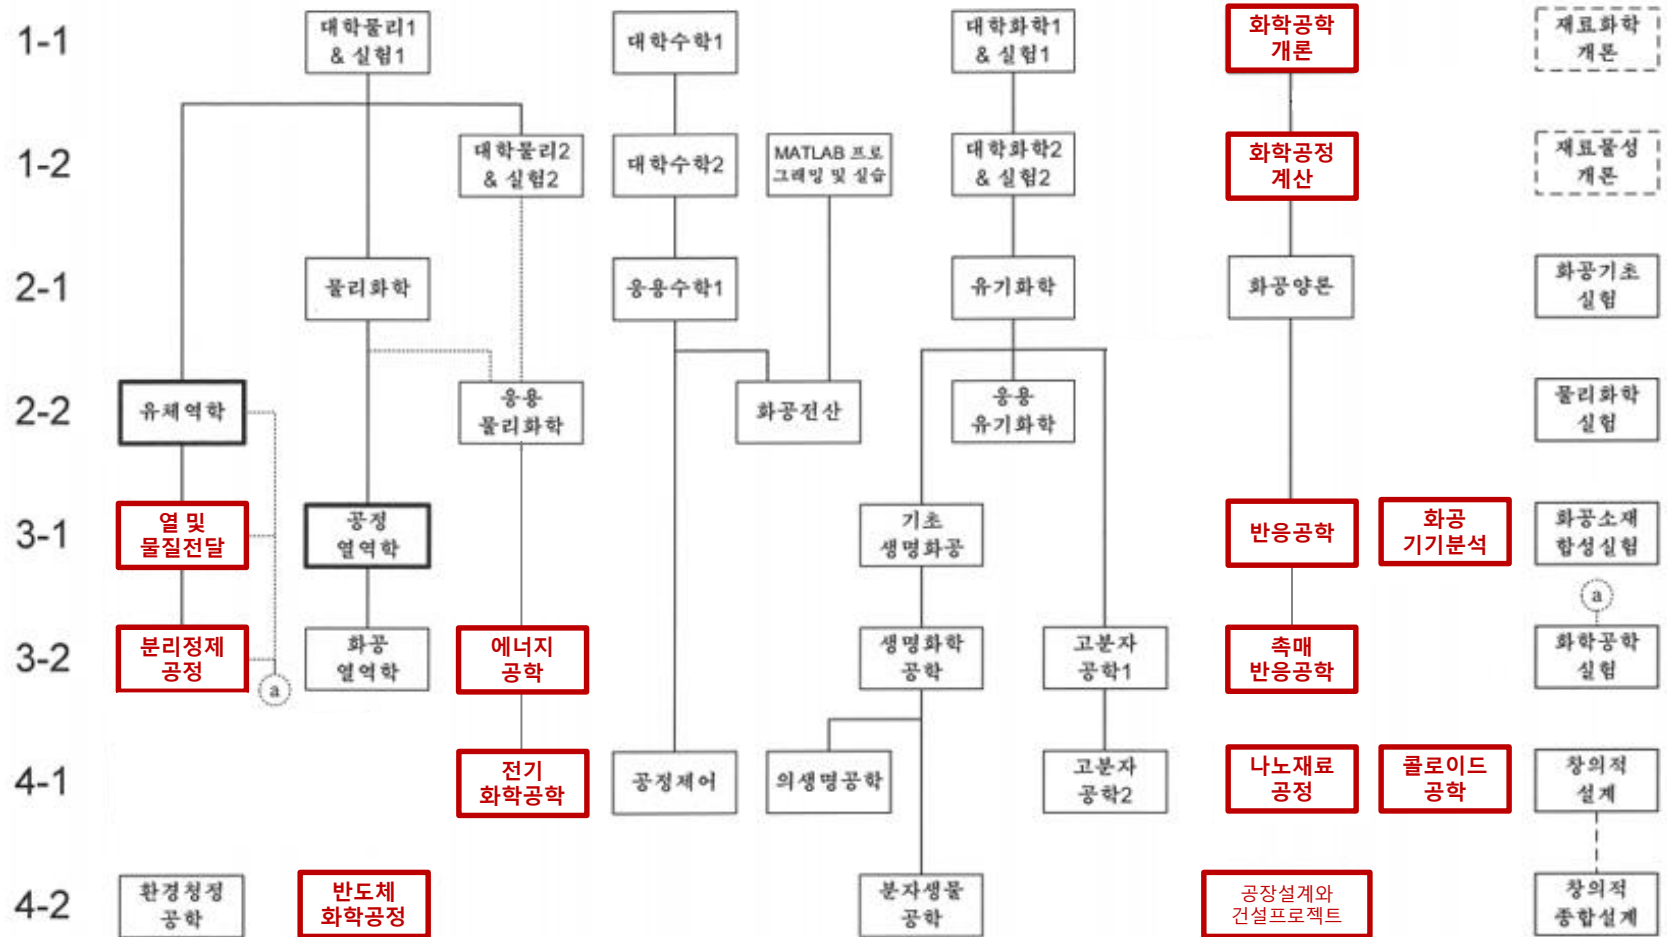 1-1
대학물리1
& 실험1
대학수학1
대학화학1
& 실험1
화학공학
개론
재료화학
개론
1-2
대학물리2
& 실험2
대학수학2
MATLAB 프로
그래밍 및 실습
대학화학2
& 실험2
화학공정
계산
재료물성
개론
2-1
물리화학
응용수학1
유기화학
화공양론
화공기초
실험
2-2
유체역학
응용
물리화학
화공전산
응용
유기화학
물리화학
실험
3-1
열 및
물질전달
공정
열역학
기초
생명화공
반응공학
화공
기기분석
화공소재
합성실험
a
3-2
분리정제
공정
a
화공
열역학
에너지
공학
생명화학
공학
고분자
공학1
촉매
반응공학
화학공학
실험
4-1
전기
화학공학
공정제어
의생명공학
고분자
공학2
나노재료
공정
콜로이드
공학
창의적
설계
4-2
환경청정
공학
반도체
화학공정
분자생물
공학
공장설계와
건설프로젝트
창의적
종합설계